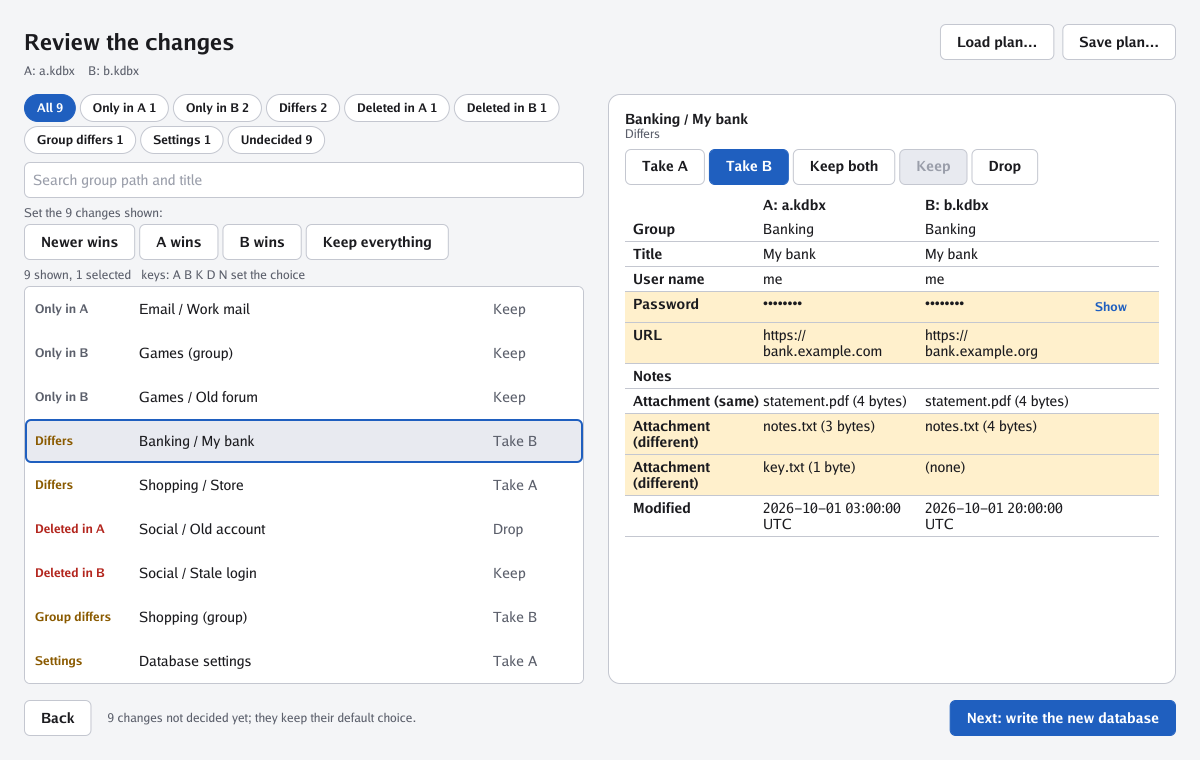 Review the changes
Load plan...
Save plan...
A: a.kdbx B: b.kdbx
All 9
Only in A 1
Only in B 2
Differs 2
Deleted in A 1
Deleted in B 1
Group differs 1
Settings 1
Undecided 9
Search group path and title
Set the 9 changes shown:
Newer wins
A wins
B wins
Keep everything
9 shown, 1 selected keys: A B K D N set the choice
Only in A Email / Work mail Keep
Only in B Games (group) Keep
Only in B Games / Old forum Keep
Differs Banking / My bank Take B
Differs Shopping / Store Take A
Deleted in A Social / Old account Drop
Deleted in B Social / Stale login Keep
Group differs Shopping (group) Take B
Settings Database settings Take A
Banking / My bank
Differs
Take A
Take B
Keep both
Keep
Drop
A: a.kdbx B: b.kdbx
Group Banking Banking
Title My bank My bank
User name me me
Password •••••••• •••••••• Show
URL https:// https://
bank.example.com bank.example.org
Notes
Attachment (same) statement.pdf (4 bytes) statement.pdf (4 bytes)
Attachment notes.txt (3 bytes) notes.txt (4 bytes)
(different)
Attachment key.txt (1 byte) (none)
(different)
Modified 2026-10-01 03:00:00 2026-10-01 20:00:00
UTC UTC
Back
9 changes not decided yet; they keep their default choice.
Next: write the new database